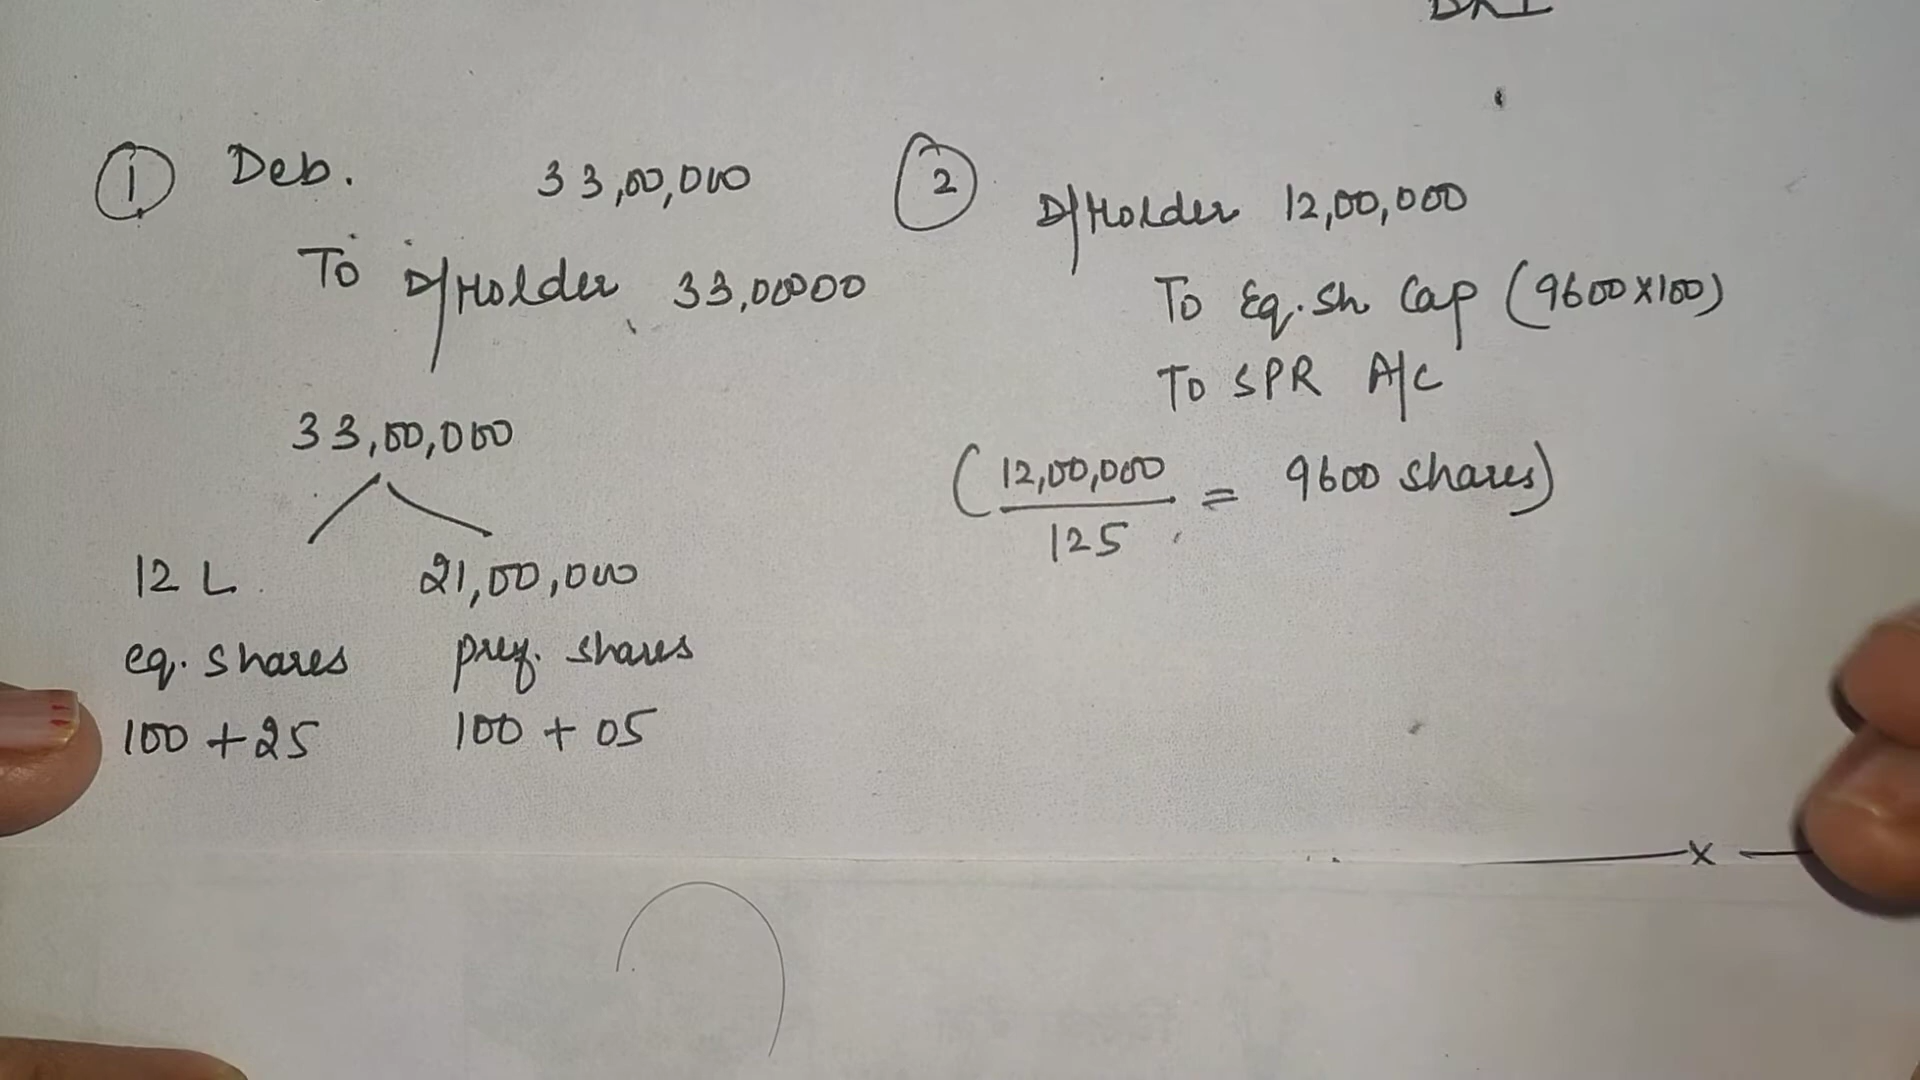 ① Deb. 33,00,000
To D/Holder 33,00000
33,00,000
12 L 21,00,000
eq. shares pref. shares
100 + 25 100 + 05
② D/Holder 12,00,000
To Eq. Sh Cap (9600x100)
To SPR A/C
(12,00,000 / 125 = 9600 shares)
x